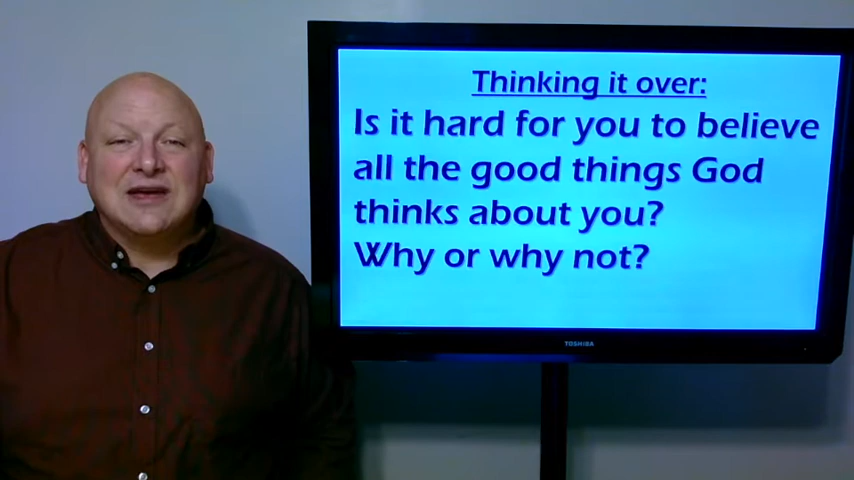 Thinking it over:
Is it hard for you to believe
all the good things God
thinks about you?
Why or why not?
TOSHIBA